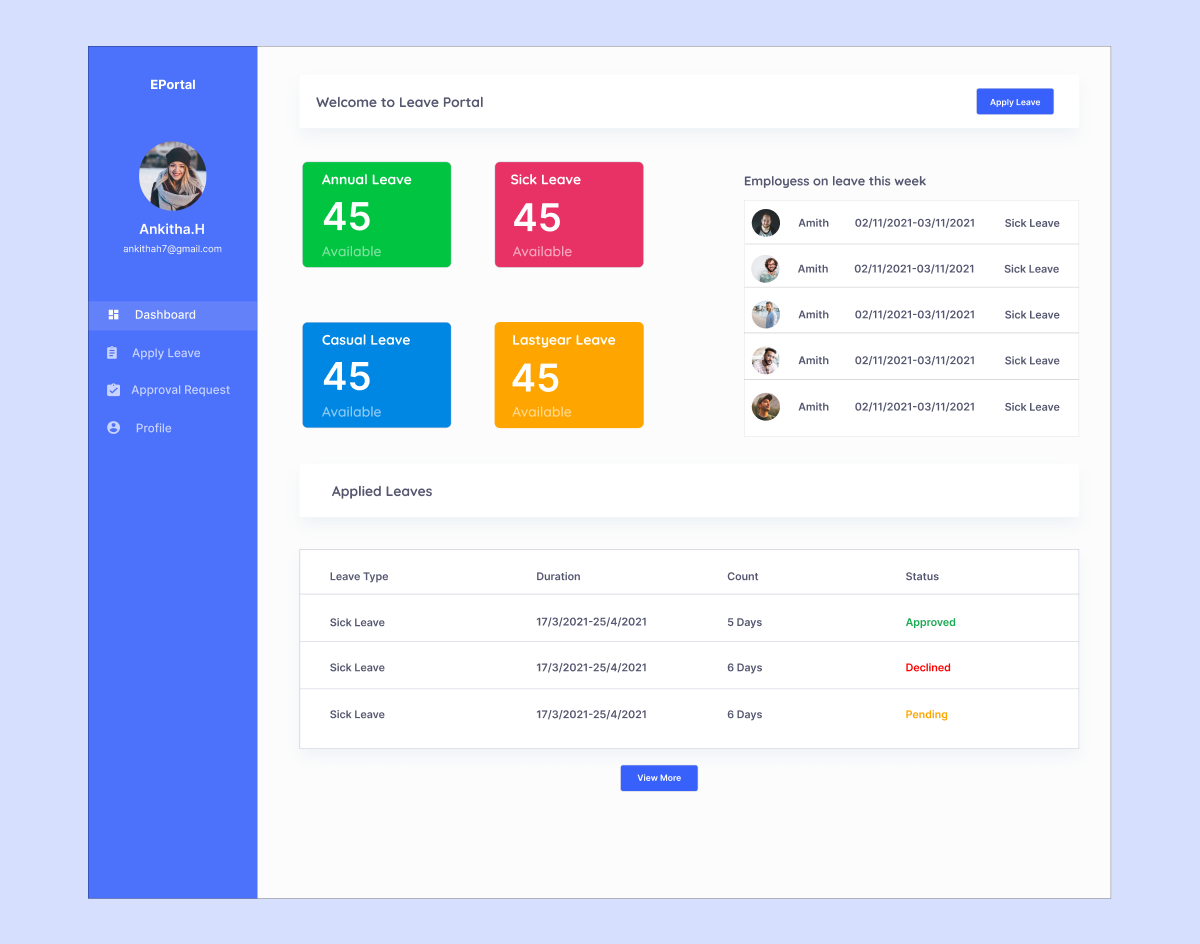 EPortal
Ankitha.H
ankithah7@gmail.com
Dashboard
Apply Leave
Approval Request
Profile
Welcome to Leave Portal
Apply Leave
Annual Leave
45
Available
Sick Leave
45
Available
Casual Leave
45
Available
Lastyear Leave
45
Available
Employess on leave this week
Amith 02/11/2021-03/11/2021 Sick Leave
Amith 02/11/2021-03/11/2021 Sick Leave
Amith 02/11/2021-03/11/2021 Sick Leave
Amith 02/11/2021-03/11/2021 Sick Leave
Amith 02/11/2021-03/11/2021 Sick Leave
Applied Leaves
Leave Type Duration Count Status
Sick Leave 17/3/2021-25/4/2021 5 Days Approved
Sick Leave 17/3/2021-25/4/2021 6 Days Declined
Sick Leave 17/3/2021-25/4/2021 6 Days Pending
View More